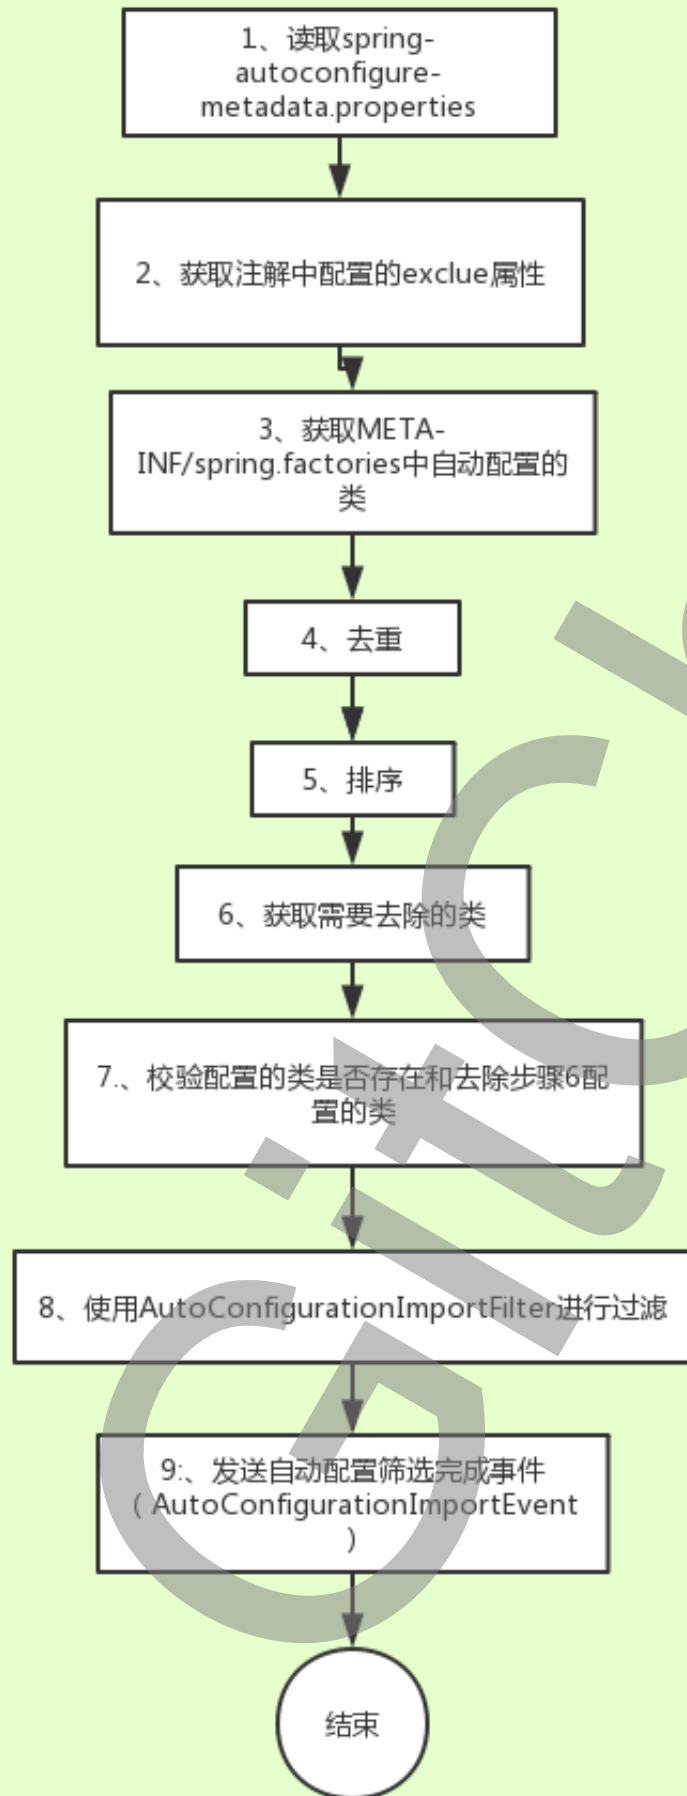 1、读取spring-
autoconfigure-
metadata.properties
2、获取注解中配置的exclue属性
3、获取META-
INF/spring.factories中自动配置的
类
4、去重
5、排序
6、获取需要去除的类
7.、校验配置的类是否存在和去除步骤6配
置的类
8、使用AutoConfigurationImportFilter进行过滤
9:、发送自动配置筛选完成事件
（AutoConfigurationImportEvent
）
结束